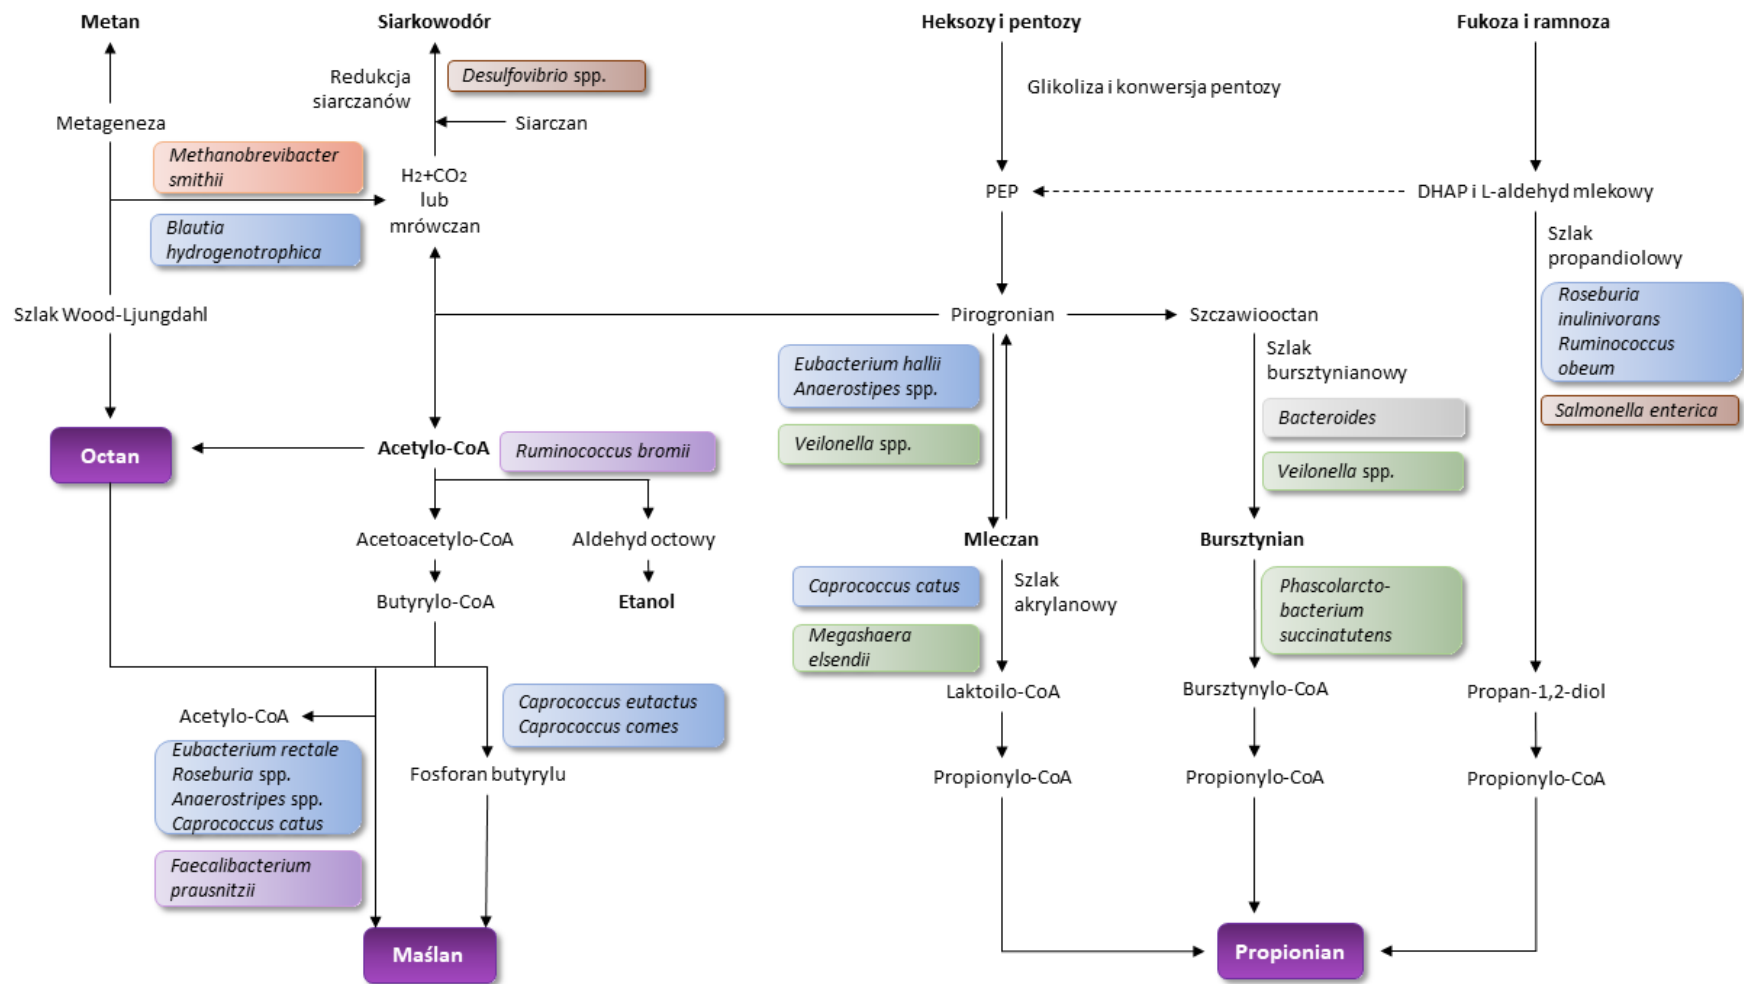 Metan
Siarkowodór
Heksozy i pentozy
Fukoza i ramnoza
Redukcja
siarczanów
Desulfovibrio spp.
Glikoliza i konwersja pentozy
Metageneza
Siarczan
Methanobrevibacter
smithii
H2+CO2
lub
mrówczan
PEP
DHAP i L-aldehyd mlekowy
Blautia
hydrogenotrophica
Szlak
propandiolowy
Szlak Wood-Ljungdahl
Pirogronian
Szczawiooctan
Roseburia
inulinivorans
Ruminococcus
obeum
Eubacterium hallii
Anaerostipes spp.
Szlak
bursztynianowy
Bacteroides
Salmonella enterica
Veilonella spp.
Veilonella spp.
Octan
Acetylo-CoA
Ruminococcus bromii
Acetoacetylo-CoA
Aldehyd octowy
Mleczan
Bursztynian
Butyrylo-CoA
Etanol
Caprococcus catus
Szlak
akrylanowy
Phascolarcto-
bacterium
succinatutens
Megashaera
elsendii
Laktoilo-CoA
Bursztynylo-CoA
Propan-1,2-diol
Caprococcus eutactus
Caprococcus comes
Acetylo-CoA
Eubacterium rectale
Roseburia spp.
Anaerostripes spp.
Caprococcus catus
Fosforan butyrylu
Propionylo-CoA
Propionylo-CoA
Propionylo-CoA
Faecalibacterium
prausnitzii
Maślan
Propionian